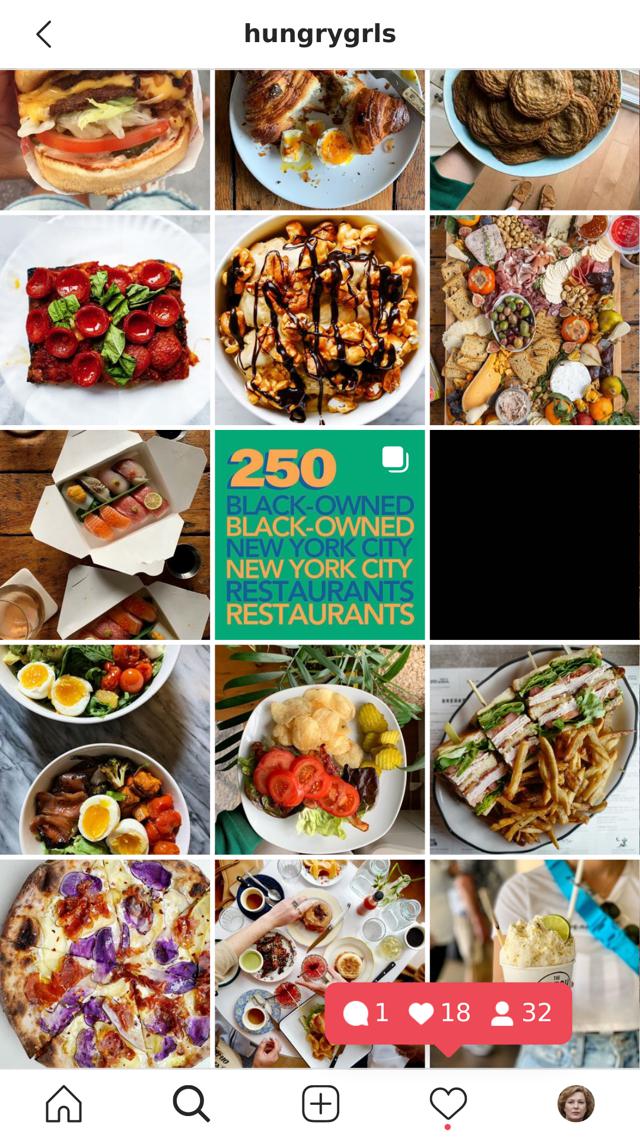 hungrygrls
250
BLACK-OWNED
BLACK-OWNED
NEW YORK CITY
NEW YORK CITY
RESTAURANTS
RESTAURANTS
1 18 32